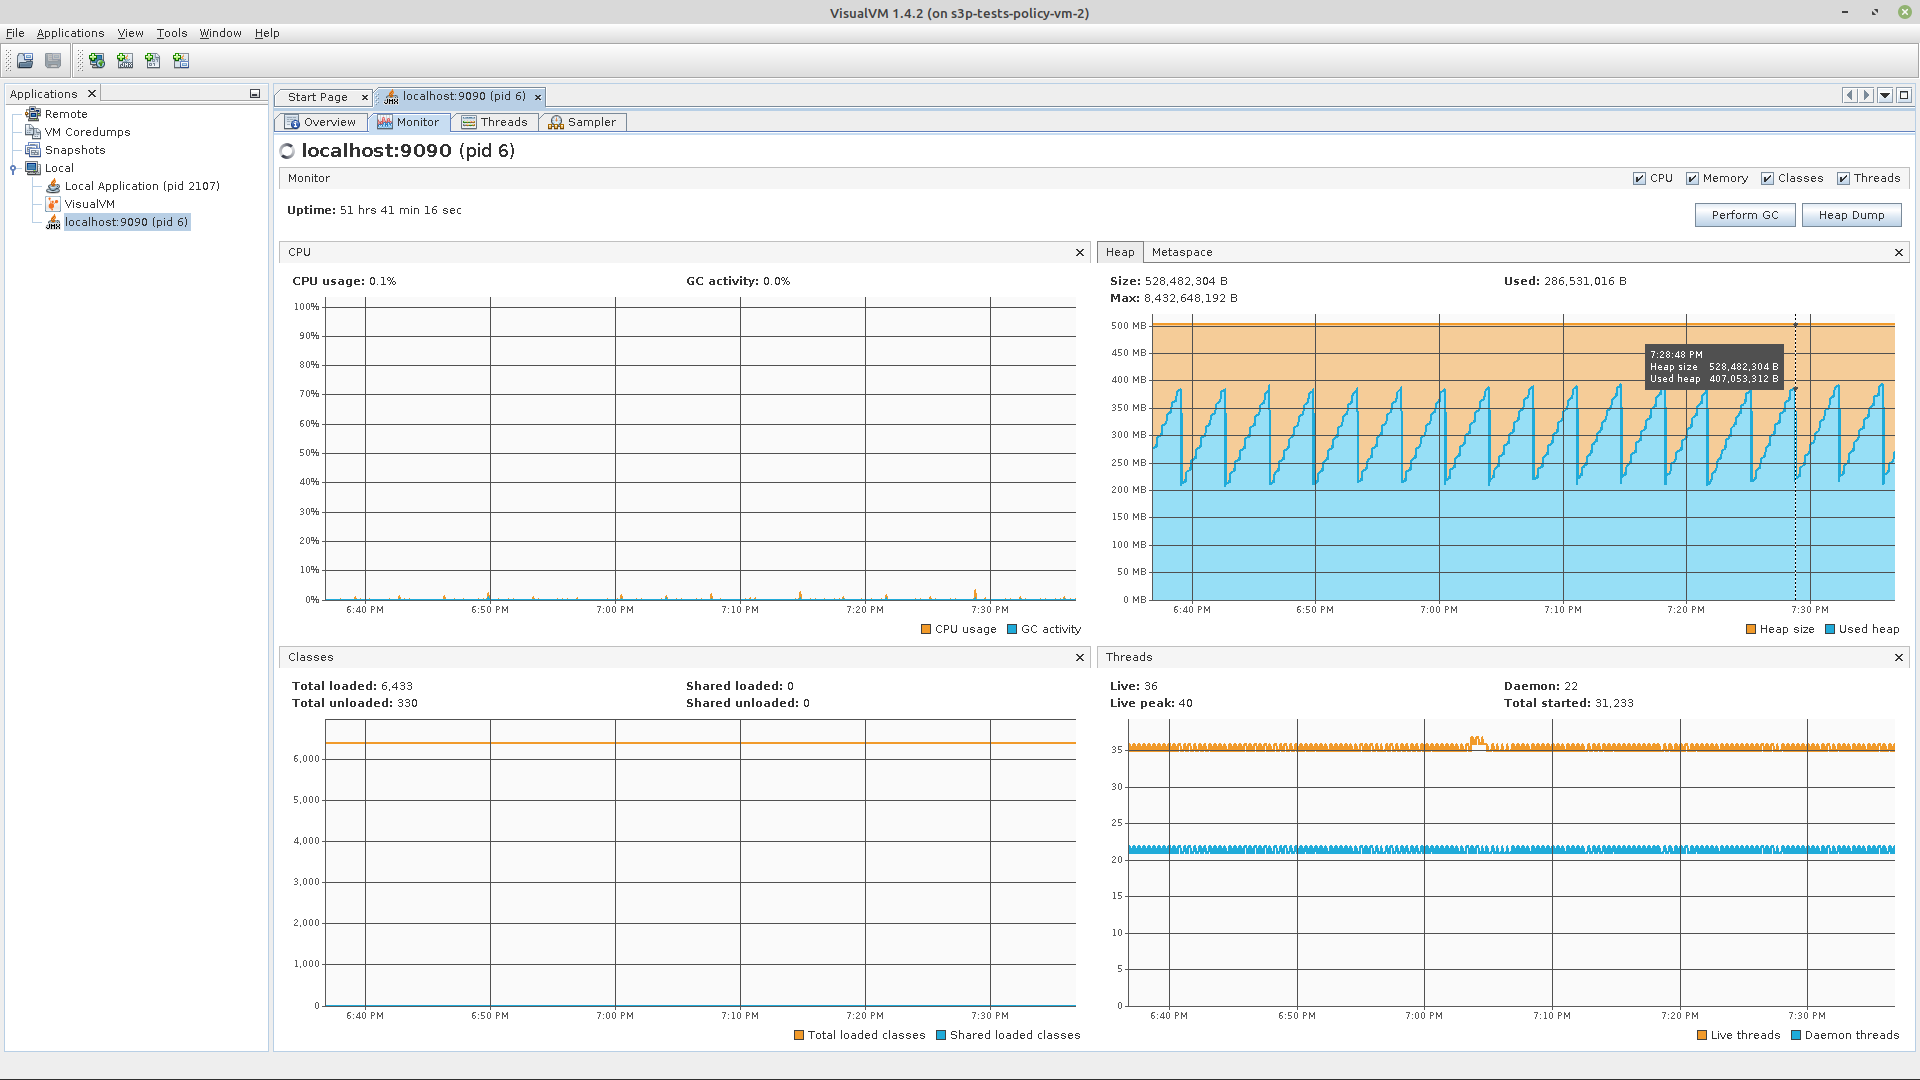 VisualVM 1.4.2 (on s3p-tests-policy-vm-2)
File Applications View Tools Window Help
Applications
Remote
VM Coredumps
Snapshots
Local
Local Application (pid 2107)
VisualVM
localhost:9090 (pid 6)
Start Page localhost:9090 (pid 6)
Overview Monitor Threads Sampler
localhost:9090 (pid 6)
Monitor CPU Memory Classes Threads
Uptime: 51 hrs 41 min 16 sec
Perform GC Heap Dump
CPU
CPU usage: 0.1% GC activity: 0.0%
100%
90%
80%
70%
60%
50%
40%
30%
20%
10%
0%
6:40 PM 6:50 PM 7:00 PM 7:10 PM 7:20 PM 7:30 PM
CPU usage GC activity
Heap Metaspace
Size: 528,482,304 B Used: 286,531,016 B
Max: 8,432,648,192 B
500 MB
450 MB
400 MB
350 MB
300 MB
250 MB
200 MB
150 MB
100 MB
50 MB
0 MB
7:28:48 PM
Heap size 528,482,304 B
Used heap 407,053,312 B
6:40 PM 6:50 PM 7:00 PM 7:10 PM 7:20 PM 7:30 PM
Heap size Used heap
Classes
Total loaded: 6,433 Shared loaded: 0
Total unloaded: 330 Shared unloaded: 0
6,000
5,000
4,000
3,000
2,000
1,000
0
6:40 PM 6:50 PM 7:00 PM 7:10 PM 7:20 PM 7:30 PM
Total loaded classes Shared loaded classes
Threads
Live: 36 Daemon: 22
Live peak: 40 Total started: 31,233
35
30
25
20
15
10
5
0
6:40 PM 6:50 PM 7:00 PM 7:10 PM 7:20 PM 7:30 PM
Live threads Daemon threads